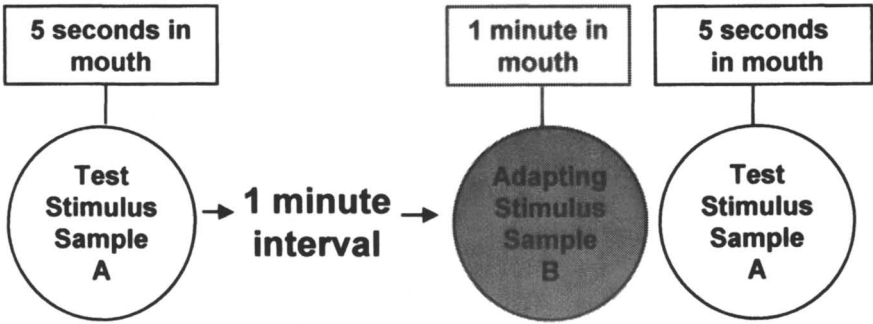 5 seconds in
mouth
1 minute in
mouth
5 seconds
in mouth
Test
Stimulus
Sample
A
1 minute
interval
Adapting
Stimulus
Sample
B
Test
Stimulus
Sample
A